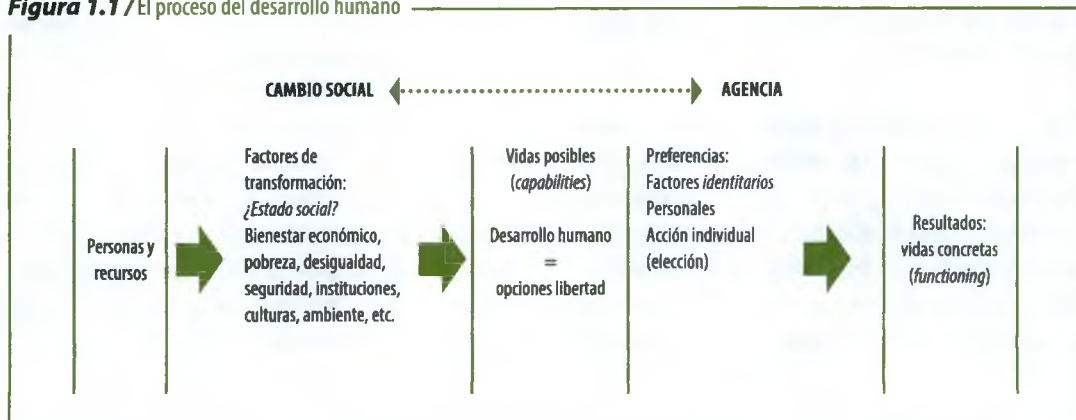 Figura 1.1 / El proceso del desarrollo humano
CAMBIO SOCIAL
AGENCIA
Personas y
recursos
Factores de
transformación:
¿Estado social?
Bienestar económico,
pobreza, desigualdad,
seguridad, instituciones,
culturas, ambiente, etc.
Vidas posibles
(capabilities)
Desarrollo humano
=
opciones libertad
Preferencias:
Factores identitarios
Personales
Acción individual
(elección)
Resultados:
vidas concretas
(functioning)